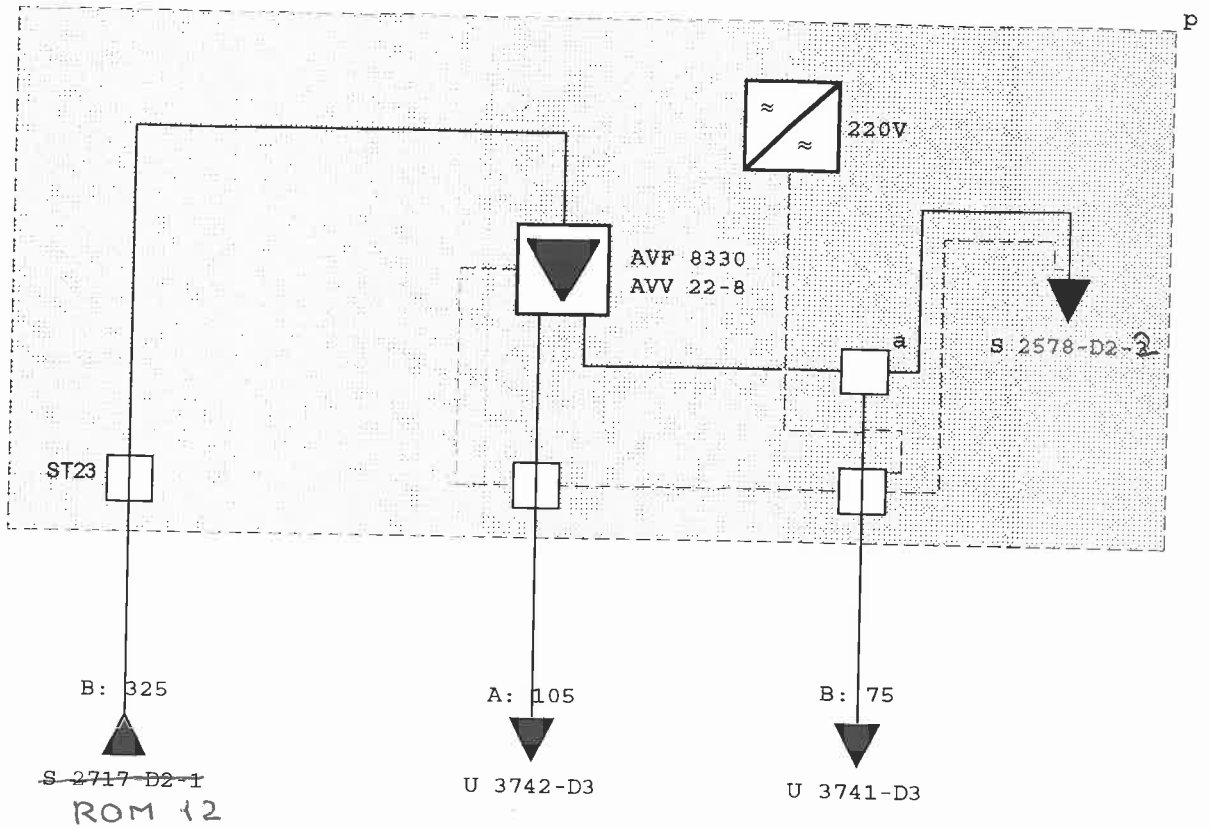 p
220V
AVF 8330
AVV 22-8
a
S 2578-D2-2
ST23
B: 325
A: 105
B: 75
S 2717-D2-1
ROM 12
U 3742-D3
U 3741-D3